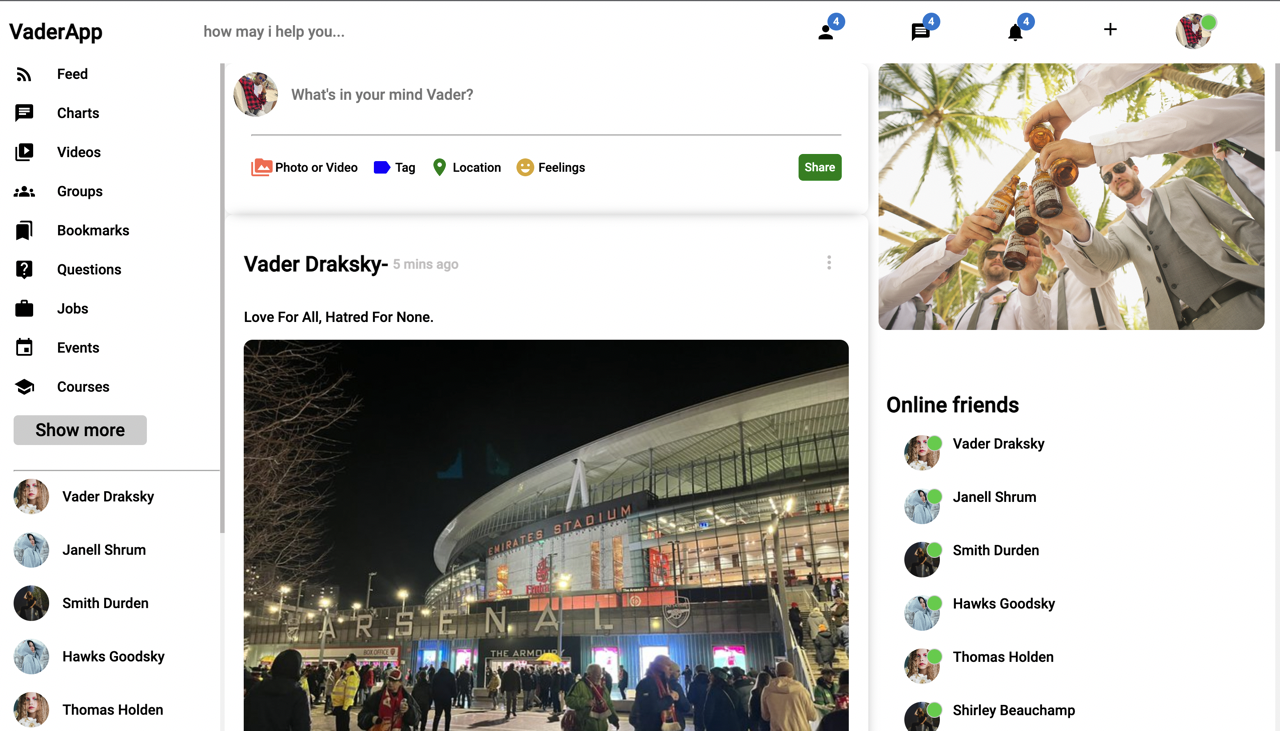 VaderApp
how may i help you...
4
4
4
Feed
Charts
Videos
Groups
Bookmarks
Questions
Jobs
Events
Courses
Show more
Vader Draksky
Janell Shrum
Smith Durden
Hawks Goodsky
Thomas Holden
What's in your mind Vader?
Photo or Video
Tag
Location
Feelings
Share
Vader Draksky- 5 mins ago
Love For All, Hatred For None.
EMIRATES STADIUM
ARSENAL
BOX OFFICE
THE ARMOURY
Online friends
Vader Draksky
Janell Shrum
Smith Durden
Hawks Goodsky
Thomas Holden
Shirley Beauchamp